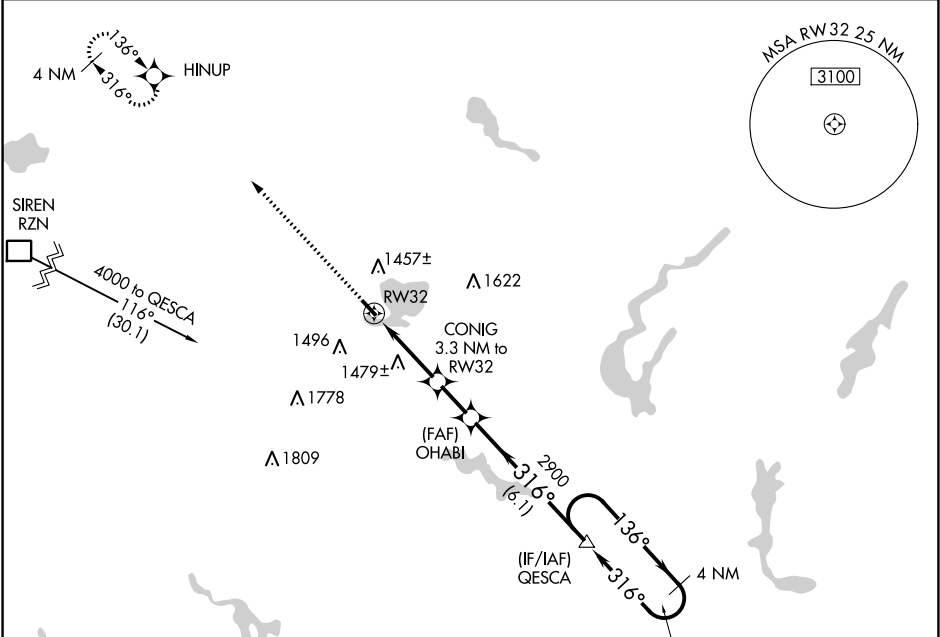 136°
4 NM
316°
HINUP
MSA RW32 25 NM
3100
SIREN
RZN
4000 to QESCA
116°
(30.1)
1457±
1622
RW32
CONIG
3.3 NM to
RW32
1496
1479±
1778
1809
(FAF)
OHABI
2900
316°
(6.1)
136°
(IF/IAF)
QESCA
316°
4 NM